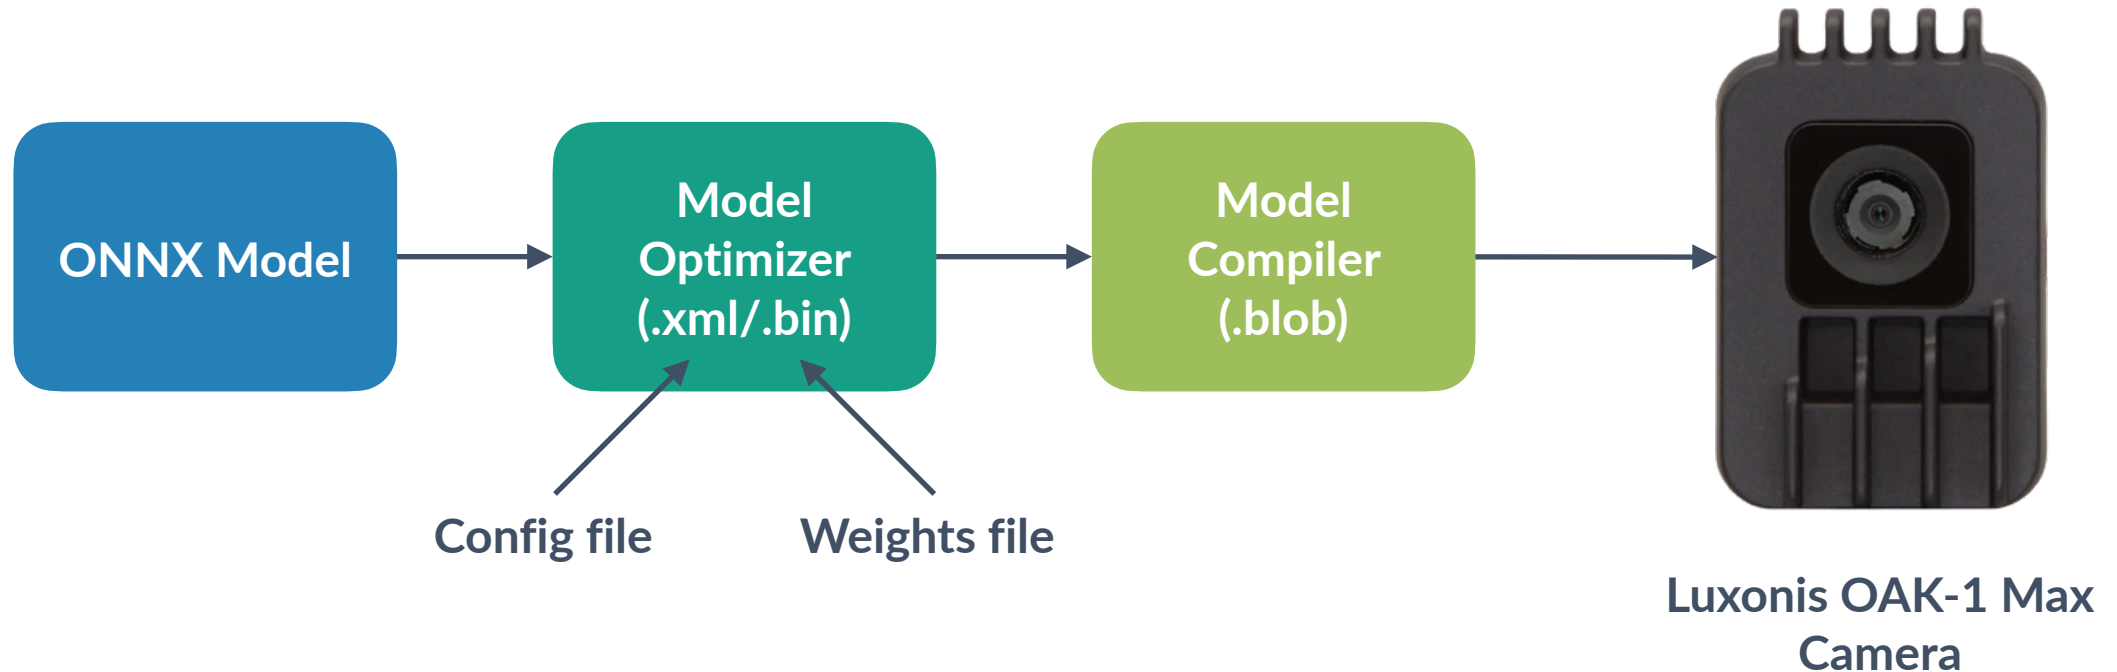 ONNX Model
Model
Optimizer
(.xml/.bin)
Model
Compiler
(.blob)
Config file
Weights file
Luxonis OAK-1 Max
Camera